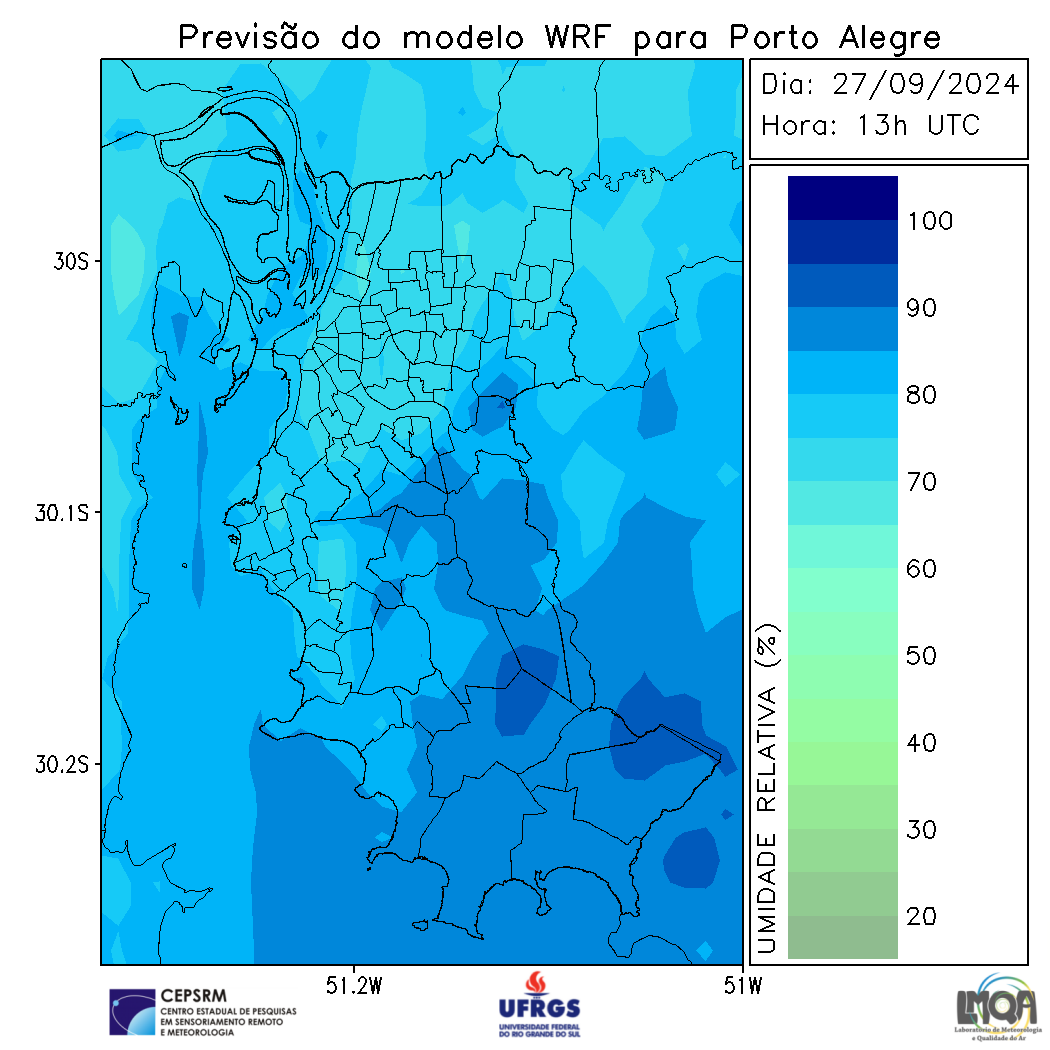 Previsão do modelo WRF para Porto Alegre
Dia: 27/09/2024
Hora: 13h UTC
30S
30.1S
30.2S
51.2W
51W
100
90
80
70
60
50
40
30
20
UMIDADE RELATIVA (%)
CEPSRM
CENTRO ESTADUAL DE PESQUISAS
EM SENSORIAMENTO REMOTO
E METEOROLOGIA
UFRGS
UNIVERSIDADE FEDERAL
DO RIO GRANDE DO SUL
LMQA
Laboratório de Meteorologia
e Qualidade do Ar